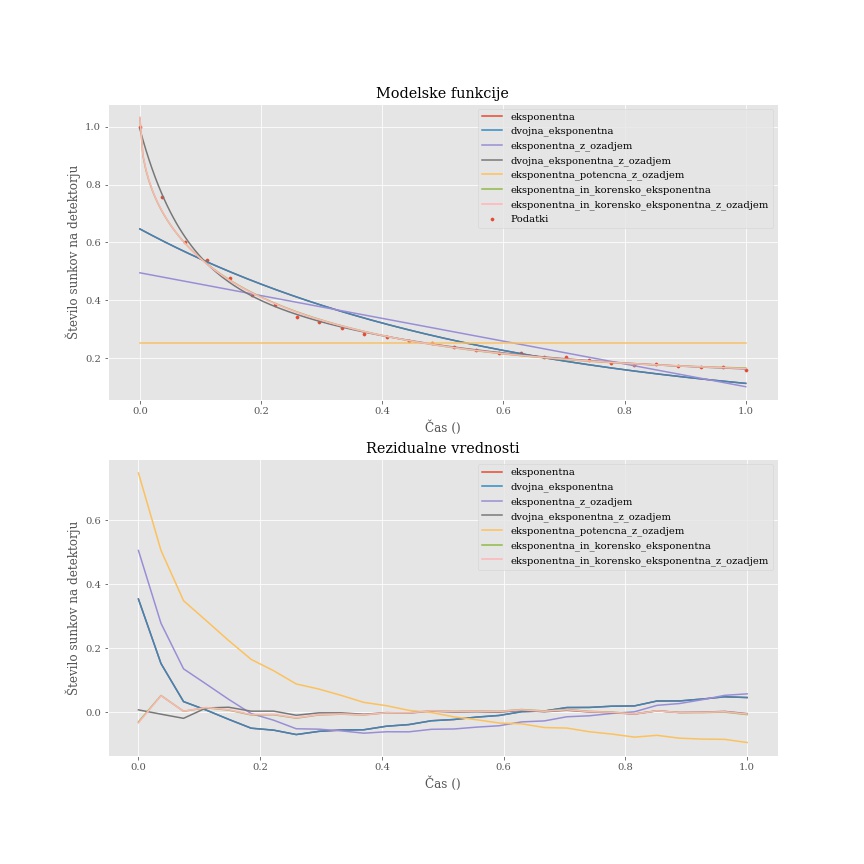 Modelske funkcije
Število sunkov na detektorju
1.0
0.8
0.6
0.4
0.2
0.0
0.2
0.4
0.6
0.8
1.0
Čas ()
eksponentna
dvojna_eksponentna
eksponentna_z_ozadjem
dvojna_eksponentna_z_ozadjem
eksponentna_potencna_z_ozadjem
eksponentna_in_korensko_eksponentna
eksponentna_in_korensko_eksponentna_z_ozadjem
Podatki
Rezidualne vrednosti
Število sunkov na detektorju
0.6
0.4
0.2
0.0
0.0
0.2
0.4
0.6
0.8
1.0
Čas ()
eksponentna
dvojna_eksponentna
eksponentna_z_ozadjem
dvojna_eksponentna_z_ozadjem
eksponentna_potencna_z_ozadjem
eksponentna_in_korensko_eksponentna
eksponentna_in_korensko_eksponentna_z_ozadjem